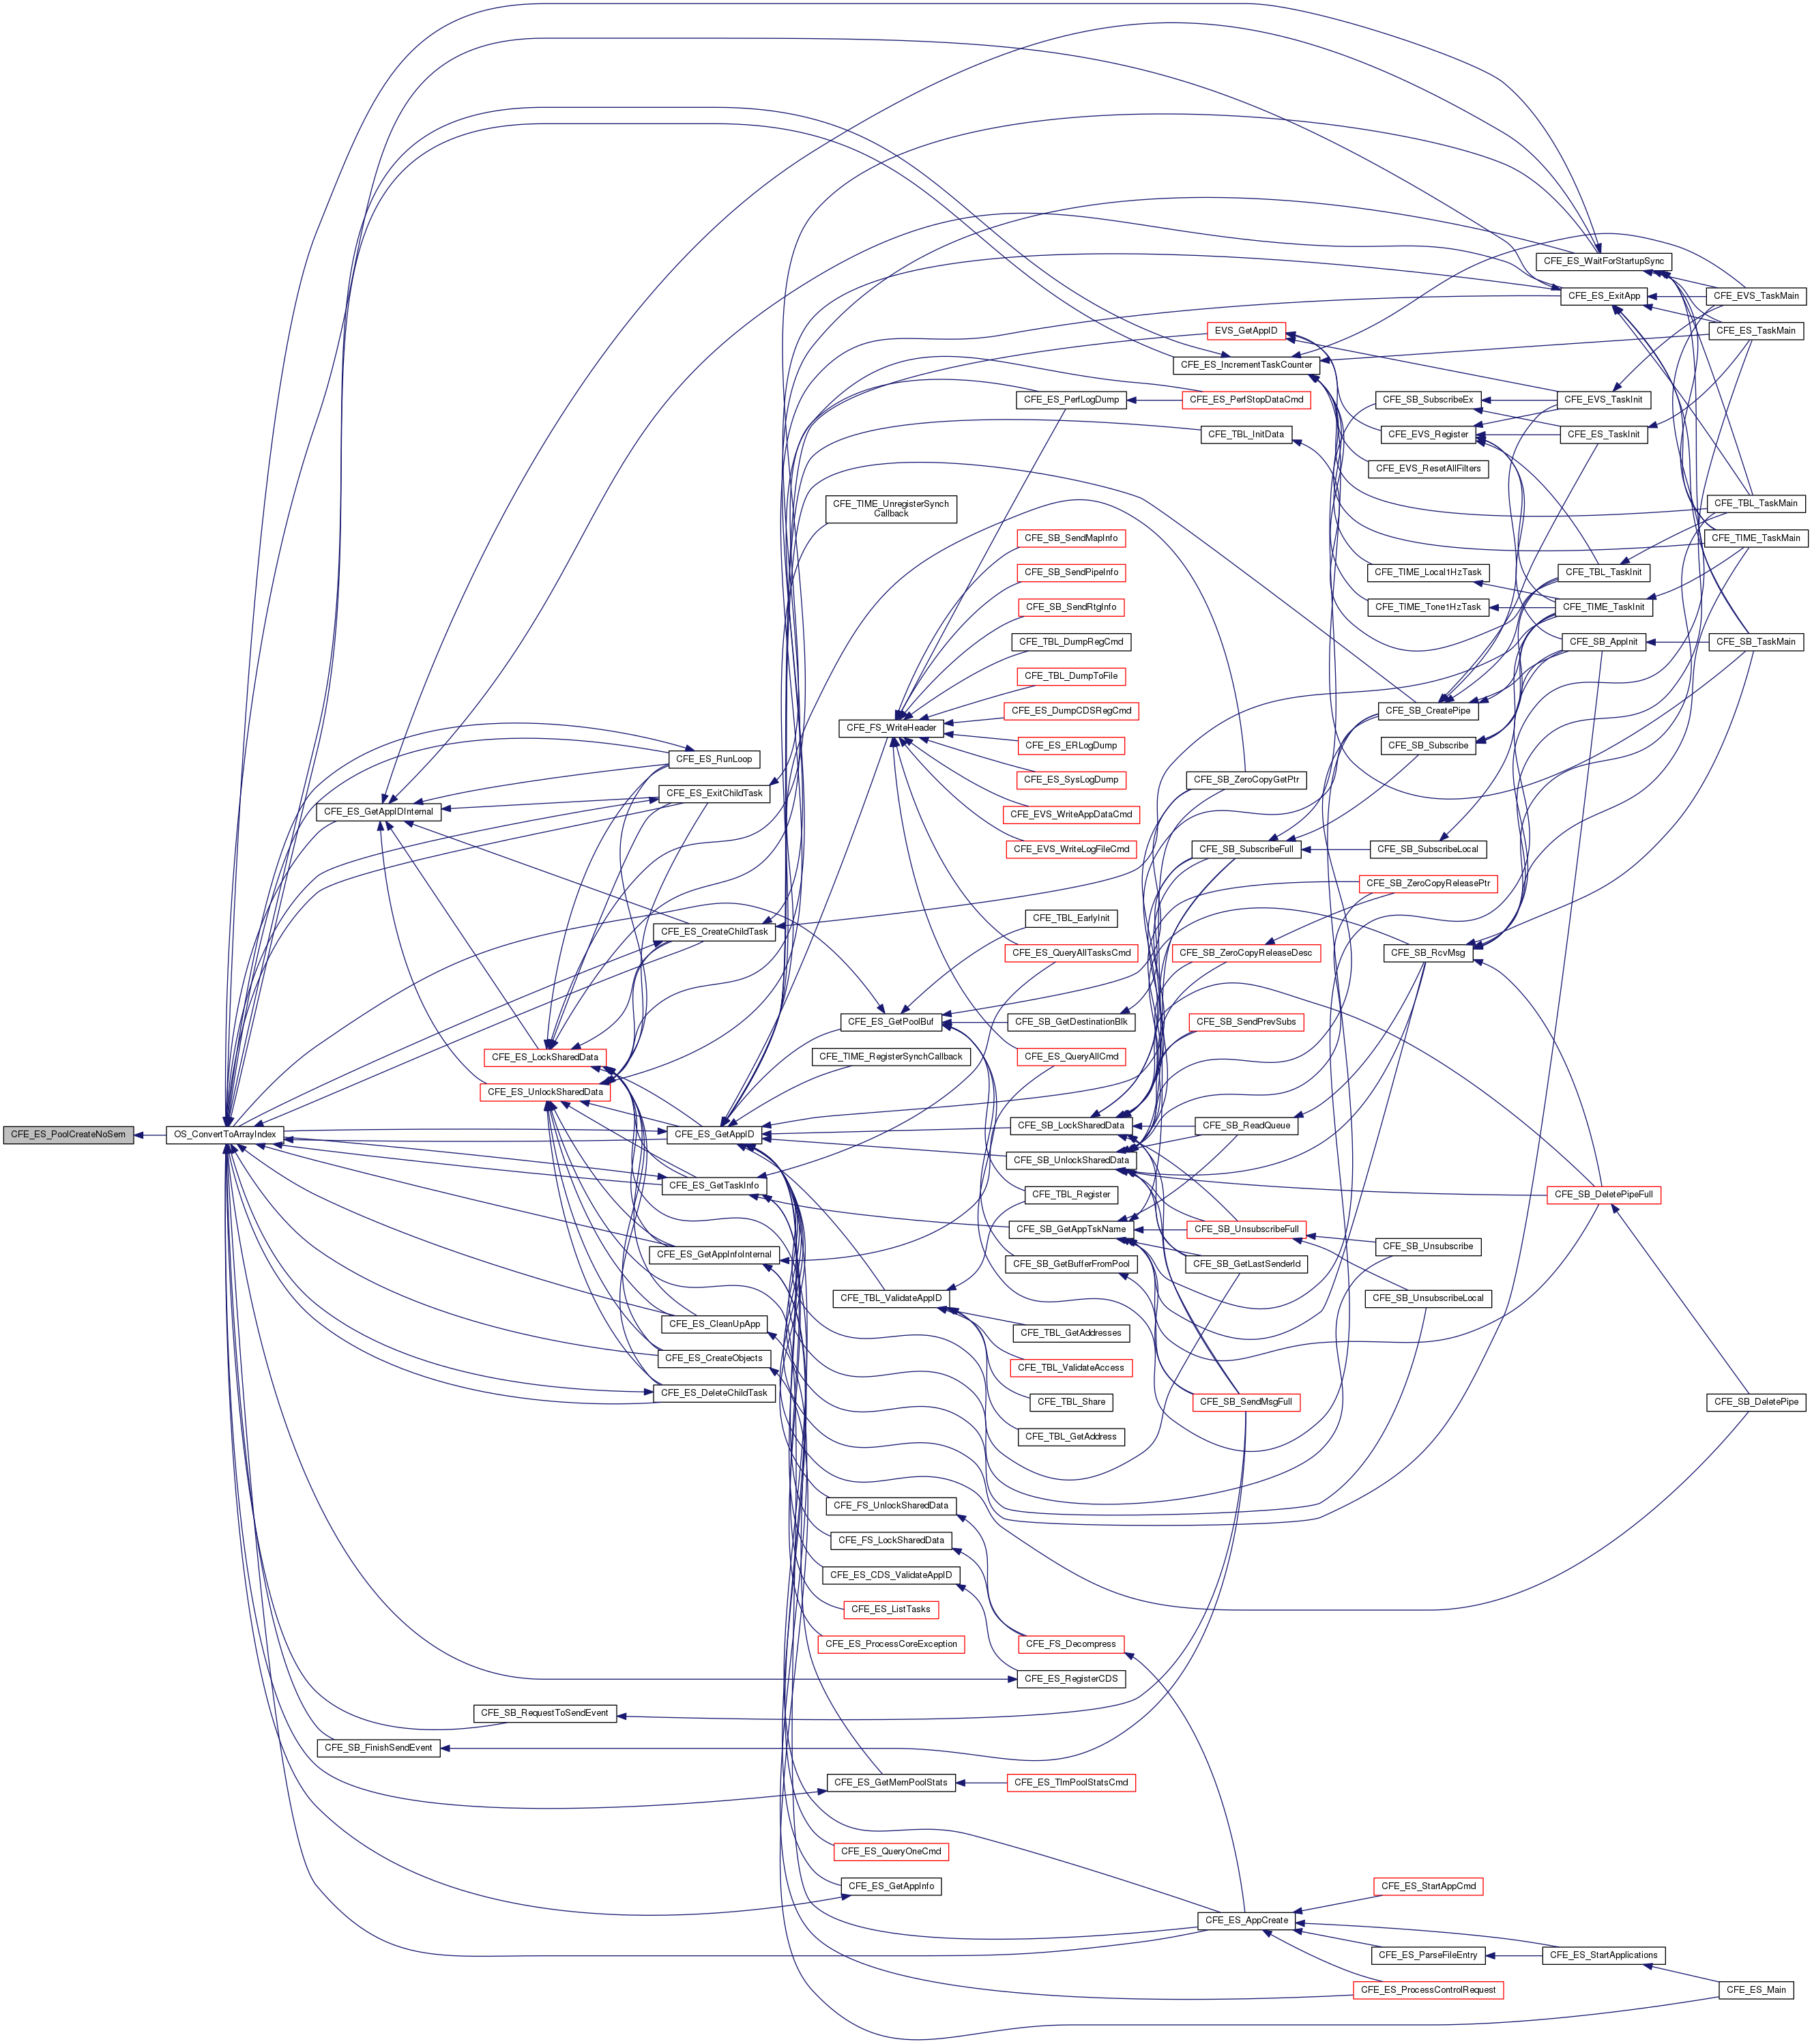 CFE_ES_WaitForStartupSync
CFE_ES_ExitApp
CFE_EVS_TaskMain
EVS_GetAppID
CFE_ES_TaskMain
CFE_ES_IncrementTaskCounter
CFE_ES_PerfLogDump
CFE_ES_PerfStopDataCmd
CFE_SB_SubscribeEx
CFE_EVS_TaskInit
CFE_TBL_InitData
CFE_EVS_Register
CFE_ES_TaskInit
CFE_EVS_ResetAllFilters
CFE_TIME_UnregisterSynch
Callback
CFE_TBL_TaskMain
CFE_SB_SendMapInfo
CFE_TIME_TaskMain
CFE_SB_SendPipeInfo
CFE_TIME_Local1HzTask
CFE_TBL_TaskInit
CFE_SB_SendRtgInfo
CFE_TIME_Tone1HzTask
CFE_TIME_TaskInit
CFE_TBL_DumpRegCmd
CFE_SB_AppInit
CFE_SB_TaskMain
CFE_TBL_DumpToFile
CFE_ES_DumpCDSRegCmd
CFE_SB_CreatePipe
CFE_FS_WriteHeader
CFE_ES_ERLogDump
CFE_SB_Subscribe
CFE_ES_RunLoop
CFE_ES_SysLogDump
CFE_SB_ZeroCopyGetPtr
CFE_ES_ExitChildTask
CFE_ES_GetAppIDInternal
CFE_EVS_WriteAppDataCmd
CFE_EVS_WriteLogFileCmd
CFE_SB_SubscribeFull
CFE_SB_SubscribeLocal
CFE_SB_ZeroCopyReleasePtr
CFE_TBL_EarlyInit
CFE_ES_CreateChildTask
CFE_ES_QueryAllTasksCmd
CFE_SB_ZeroCopyReleaseDesc
CFE_SB_RcvMsg
CFE_ES_GetPoolBuf
CFE_SB_GetDestinationBlk
CFE_SB_SendPrevSubs
CFE_ES_LockSharedData
CFE_TIME_RegisterSynchCallback
CFE_ES_QueryAllCmd
CFE_ES_UnlockSharedData
CFE_SB_LockSharedData
CFE_SB_ReadQueue
CFE_ES_PoolCreateNoSem
OS_ConvertToArrayIndex
CFE_ES_GetAppID
CFE_SB_UnlockSharedData
CFE_ES_GetTaskInfo
CFE_TBL_Register
CFE_SB_DeletePipeFull
CFE_SB_GetAppTskName
CFE_SB_UnsubscribeFull
CFE_SB_Unsubscribe
CFE_ES_GetAppInfoInternal
CFE_SB_GetBufferFromPool
CFE_SB_GetLastSenderId
CFE_TBL_ValidateAppID
CFE_SB_UnsubscribeLocal
CFE_ES_CleanUpApp
CFE_TBL_GetAddresses
CFE_ES_CreateObjects
CFE_TBL_ValidateAccess
CFE_ES_DeleteChildTask
CFE_TBL_Share
CFE_SB_SendMsgFull
CFE_SB_DeletePipe
CFE_TBL_GetAddress
CFE_FS_UnlockSharedData
CFE_FS_LockSharedData
CFE_ES_CDS_ValidateAppID
CFE_ES_ListTasks
CFE_ES_ProcessCoreException
CFE_FS_Decompress
CFE_ES_RegisterCDS
CFE_SB_RequestToSendEvent
CFE_SB_FinishSendEvent
CFE_ES_GetMemPoolStats
CFE_ES_TlmPoolStatsCmd
CFE_ES_QueryOneCmd
CFE_ES_GetAppInfo
CFE_ES_StartAppCmd
CFE_ES_AppCreate
CFE_ES_ParseFileEntry
CFE_ES_StartApplications
CFE_ES_ProcessControlRequest
CFE_ES_Main